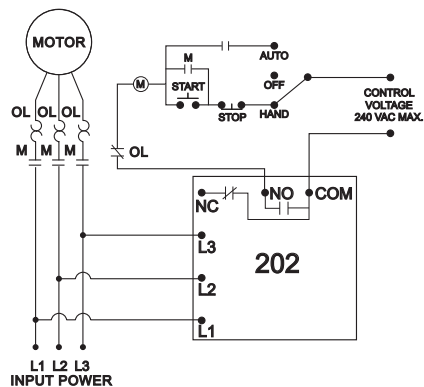 MOTOR
AUTO
M
OFF
M
START
STOP
HAND
CONTROL
VOLTAGE
240 VAC MAX.
OL OL OL
M M M
OL
NC
NO
COM
L3
202
L2
L1
L1 L2 L3
INPUT POWER